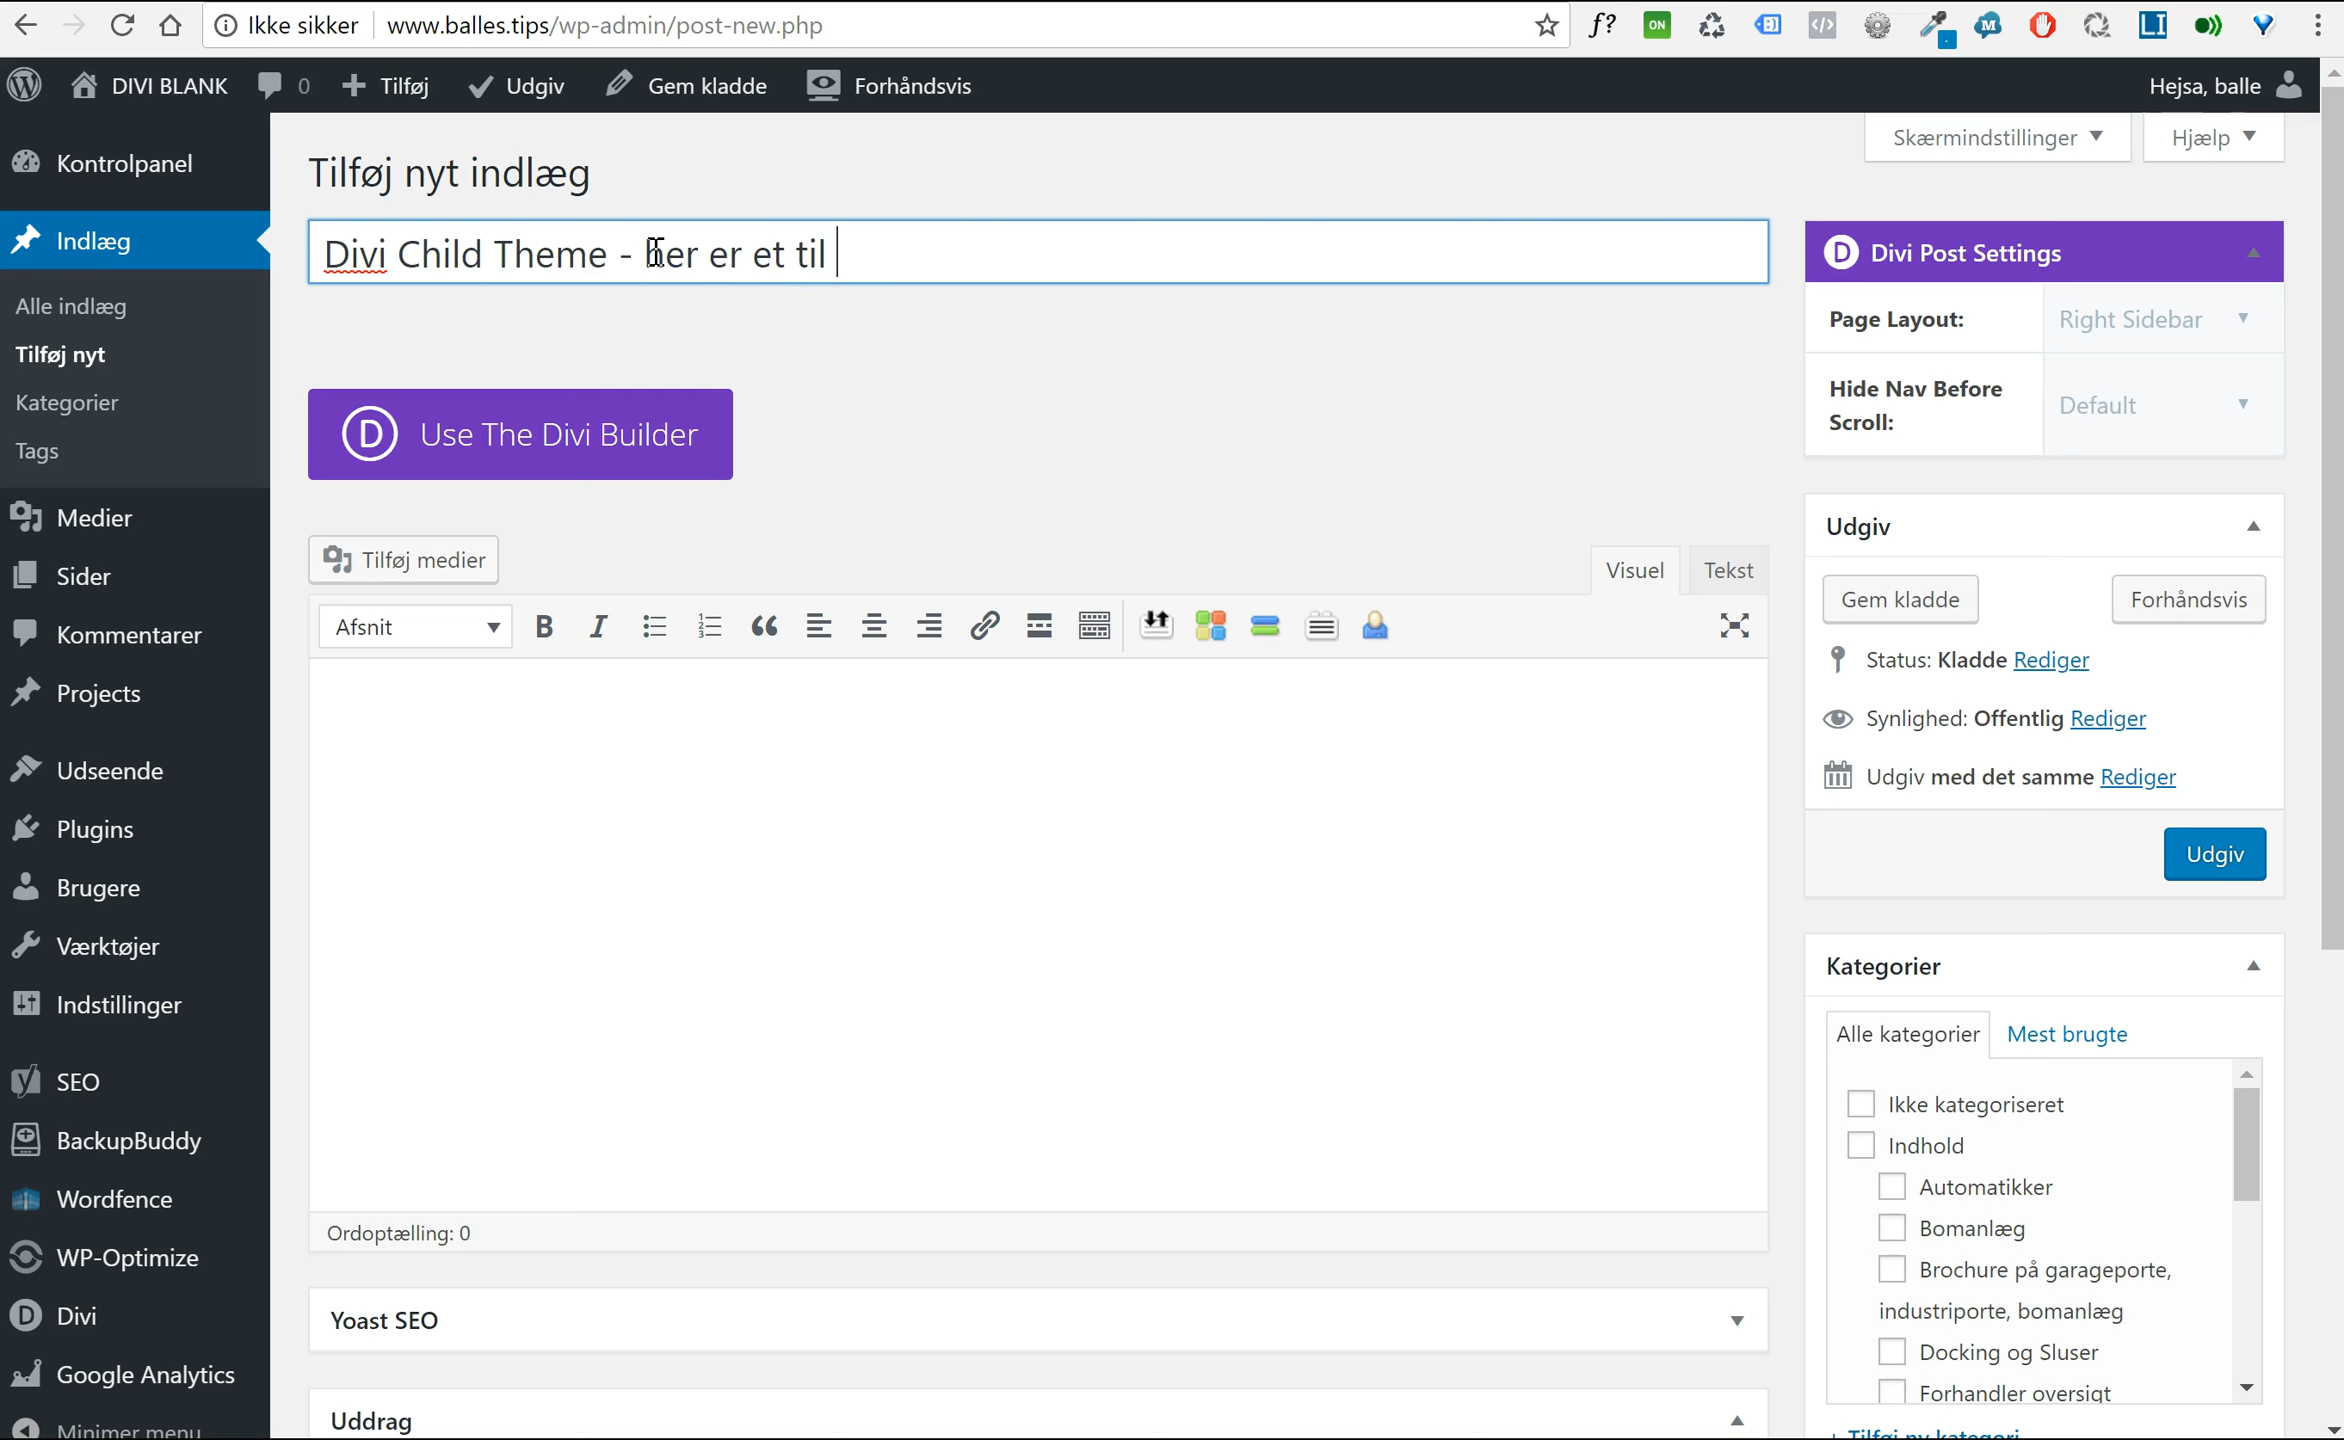 Ikke sikker www.balles.tips/wp-admin/post-new.php
f? ON </> M LI
DIVI BLANK 0 Tilføj Udgiv Gem kladde Forhåndsvis Hejsa, balle
Skærmindstillinger Hjælp
Kontrolpanel
Indlæg
Alle indlæg
Tilføj nyt
Kategorier
Tags
Medier
Sider
Kommentarer
Projects
Udseende
Plugins
Brugere
Værktøjer
Indstillinger
SEO
BackupBuddy
Wordfence
WP-Optimize
Divi
Google Analytics
Minimer menu
Tilføj nyt indlæg
Divi Child Theme - her er et til
D Use The Divi Builder
Tilføj medier
Visuel Tekst
Afsnit B I
Ordoptælling: 0
Yoast SEO
Uddrag
D Divi Post Settings
Page Layout: Right Sidebar
Hide Nav Before
Scroll:
Default
Udgiv
Gem kladde Forhåndsvis
Status: Kladde Rediger
Synlighed: Offentlig Rediger
Udgiv med det samme Rediger
Udgiv
Kategorier
Alle kategorier Mest brugte
Ikke kategoriseret
Indhold
Automatikker
Bomanlæg
Brochure på garageporte,
industriporte, bomanlæg
Docking og Sluser
Forhandler oversigt
+ Tilføj ny kategori